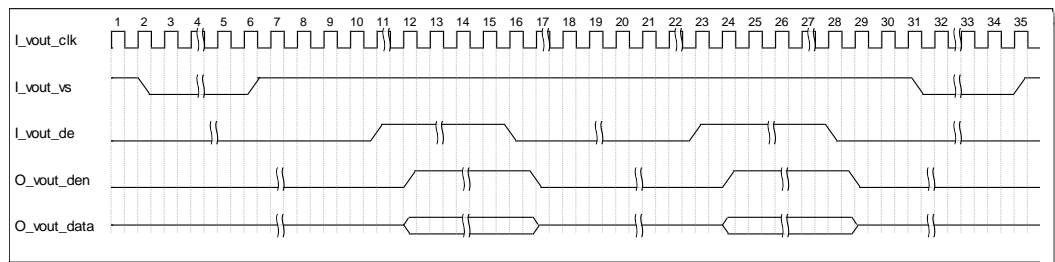 1 2 3 4 5 6 7 8 9 10 11 12 13 14 15 16 17 18 19 20 21 22 23 24 25 26 27 28 29 30 31 32 33 35
I_vout_clk
I_vout_vs
I_vout_de
O_vout_den
O_vout_data